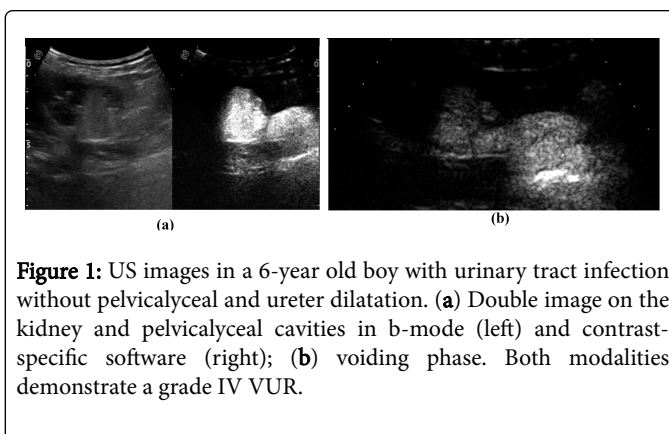 (a)
(b)
Figure 1: US images in a 6-year old boy with urinary tract infection
without pelvicalyceal and ureter dilatation. (a) Double image on the
kidney and pelvicalyceal cavities in b-mode (left) and contrast-
specific software (right); (b) voiding phase. Both modalities
demonstrate a grade IV VUR.